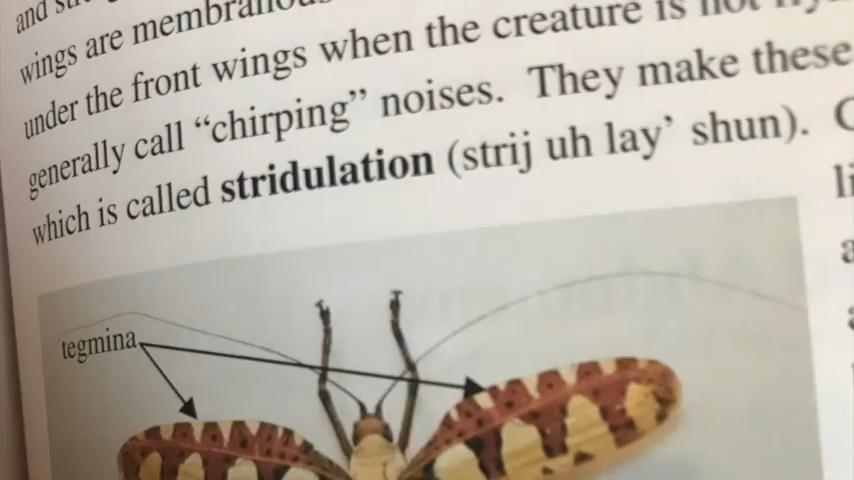 wings are membranous
under the front wings when the creature is not
generally call “chirping” noises. They make these
which is called stridulation (strij uh lay’ shun).
tegmina